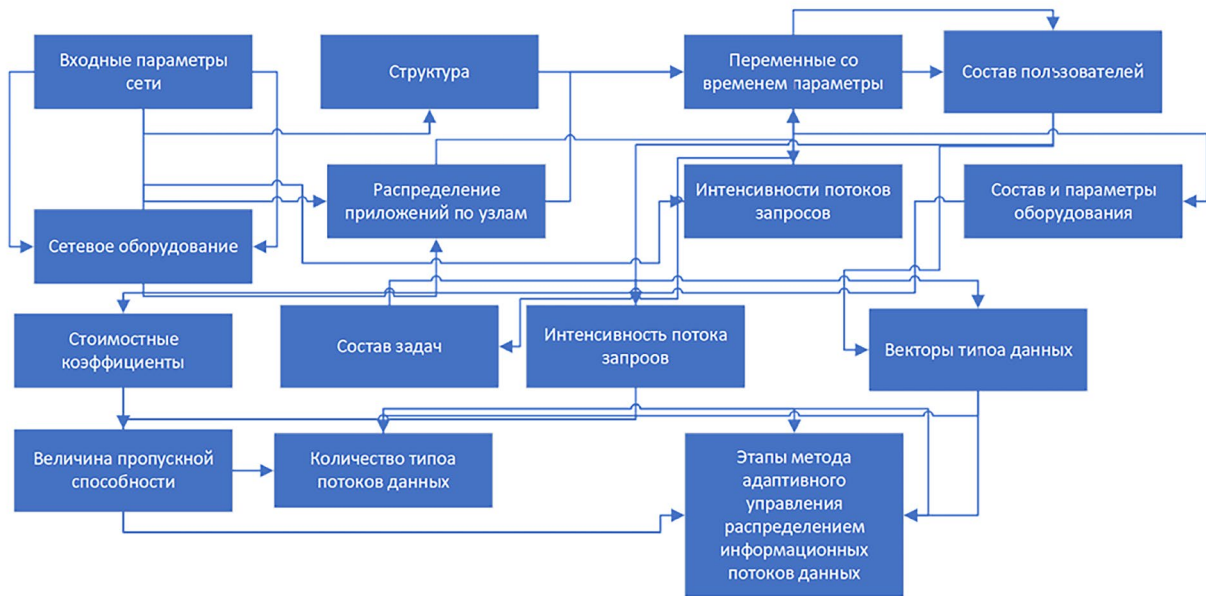 Входные параметры
сети
Структура
Переменные со
временем параметры
Состав пользователей
Распределение
приложений по узлам
Интенсивности потоков
запросов
Состав и параметры
оборудования
Сетевое оборудование
Стоимостные
коэффициенты
Состав задач
Интенсивность потока
запроов
Векторы типоа данных
Величина пропускной
способности
Количество типоа
потоков данных
Этапы метода
адаптивного
управления
распределением
информационных
потоков данных